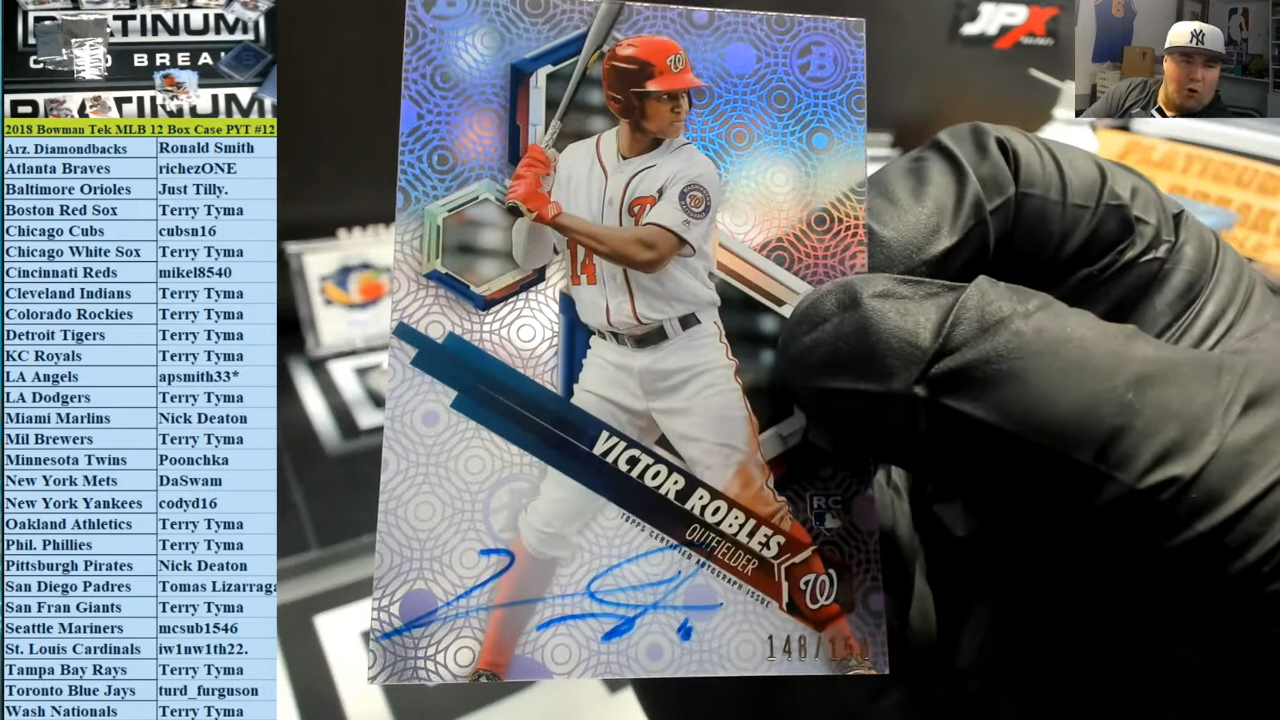 PLATINUM
BREAK
PLATINUM
2018 Bowman Tek MLB 12 Box Case PYT #12
Arz. Diamondbacks Ronald Smith
Atlanta Braves richezONE
Baltimore Orioles Just Tilly.
Boston Red Sox Terry Tyma
Chicago Cubs cubsn16
Chicago White Sox Terry Tyma
Cincinnati Reds mikel8540
Cleveland Indians Terry Tyma
Colorado Rockies Terry Tyma
Detroit Tigers Terry Tyma
KC Royals Terry Tyma
LA Angels apsmith33*
LA Dodgers Terry Tyma
Miami Marlins Nick Deaton
Mil Brewers Terry Tyma
Minnesota Twins Poonchka
New York Mets DaSwam
New York Yankees codyd16
Oakland Athletics Terry Tyma
Phil. Phillies Terry Tyma
Pittsburgh Pirates Nick Deaton
San Diego Padres Tomas Lizarraga
San Fran Giants Terry Tyma
Seattle Mariners mcsub1546
St. Louis Cardinals iw1nw1th22.
Tampa Bay Rays Terry Tyma
Toronto Blue Jays turd_furguson
Wash Nationals Terry Tyma
B
W
14
VICTOR ROBLES
OUTFIELDER
TOPPS CERTIFIED AUTOGRAPH ISSUE
RC
W
148/150
JPX
NY
6